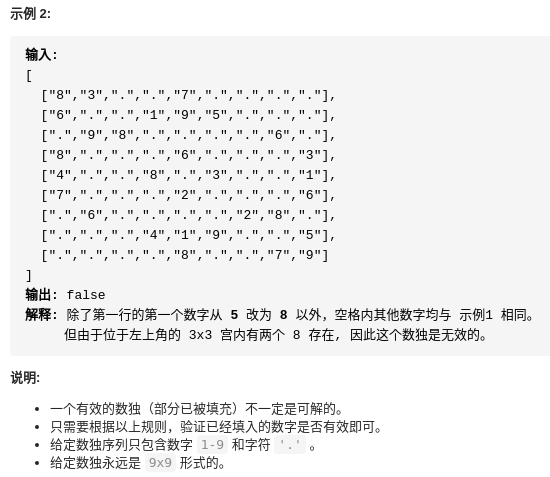 示例 2:
输入:
[
  ["8","3",".",".","7",".",".",".","."],
  ["6",".",".","1","9","5",".",".","."],
  [".","9","8",".",".",".",".","6","."],
  ["8",".",".",".","6",".",".",".","3"],
  ["4",".",".","8",".","3",".",".","1"],
  ["7",".",".",".","2",".",".",".","6"],
  [".","6",".",".",".",".","2","8","."],
  [".",".",".","4","1","9",".",".","5"],
  [".",".",".",".","8",".",".","7","9"]
]
输出: false
解释: 除了第一行的第一个数字从 5 改为 8 以外，空格内其他数字均与 示例1 相同。
但由于位于左上角的 3x3 宫内有两个 8 存在, 因此这个数独是无效的。
说明:
• 一个有效的数独（部分已被填充）不一定是可解的。
• 只需要根据以上规则，验证已经填入的数字是否有效即可。
• 给定数独序列只包含数字 1-9 和字符 '.' 。
• 给定数独永远是 9x9 形式的。